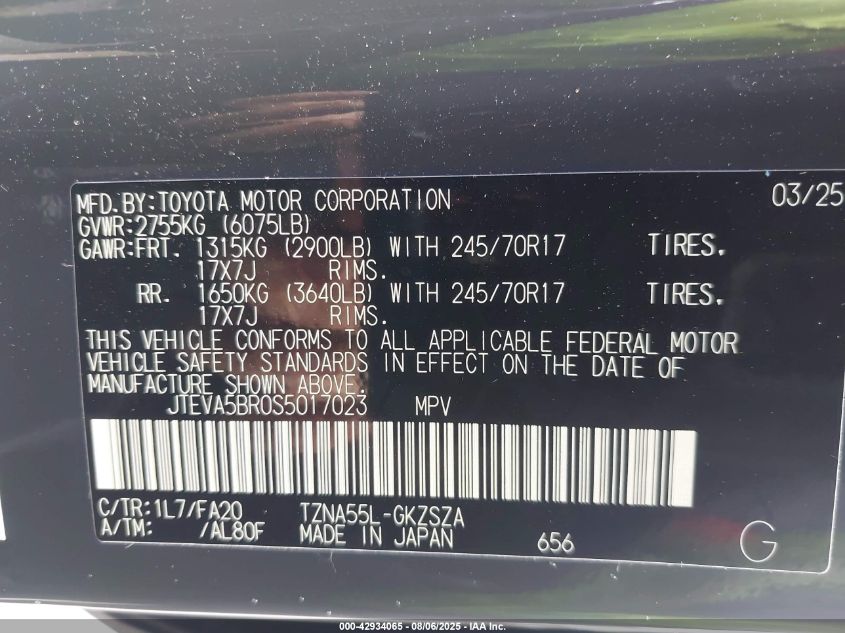 MFD.BY:TOYOTA MOTOR CORPORATION 03/25
GVWR:2755KG (6075LB)
GAWR:FRT. 1315KG (2900LB) WITH 245/70R17 TIRES.
17X7J RIMS.
RR. 1650KG (3640LB) WITH 245/70R17 TIRES.
17X7J RIMS.
THIS VEHICLE CONFORMS TO ALL APPLICABLE FEDERAL MOTOR
VEHICLE SAFETY STANDARDS IN EFFECT ON THE DATE OF
MANUFACTURE SHOWN ABOVE.
JTEVA5BR0S5017023 MPV
C/TR:1L7/FA20 TZNA55L-GKZSZA
A/TM: /AL80F MADE IN JAPAN 656 G
000-42934065 - 08/06/2025 - IAA Inc.